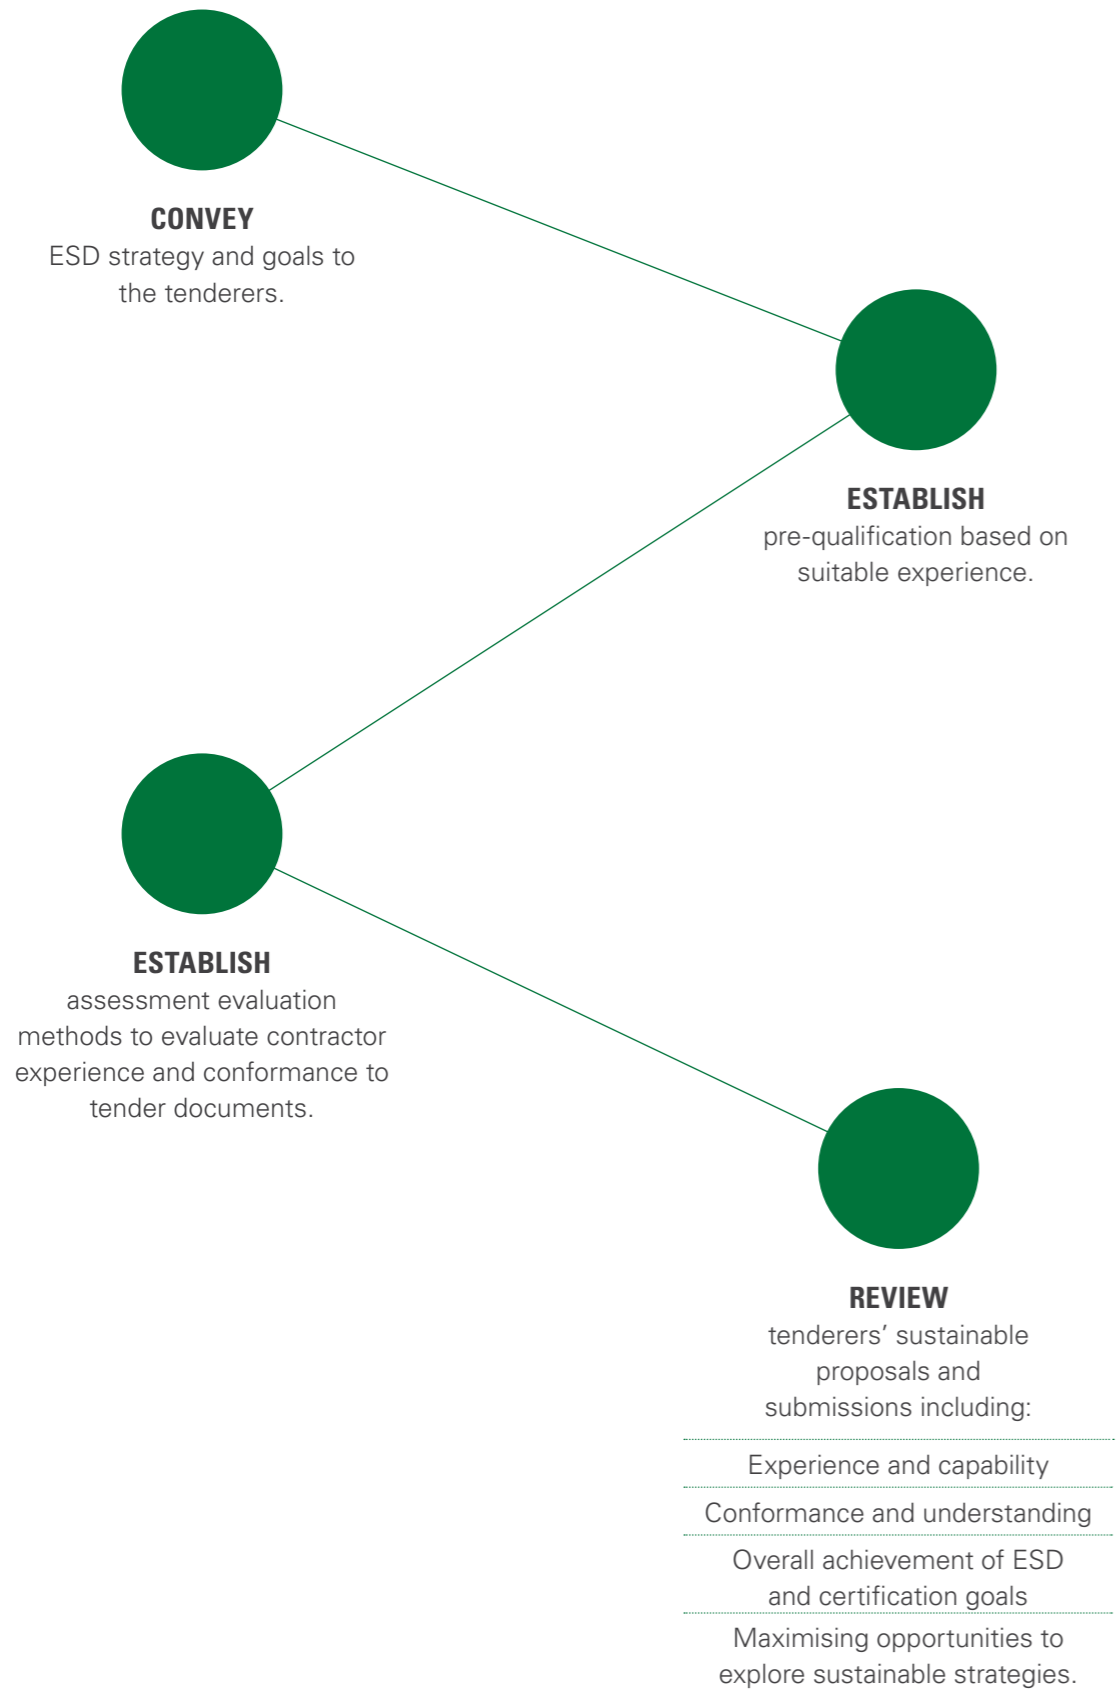 CONVEY
ESD strategy and goals to
the tenderers.
ESTABLISH
pre-qualification based on
suitable experience.
ESTABLISH
assessment evaluation
methods to evaluate contractor
experience and conformance to
tender documents.
REVIEW
tenderers’ sustainable
proposals and
submissions including:
Experience and capability
Conformance and understanding
Overall achievement of ESD
and certification goals
Maximising opportunities to
explore sustainable strategies.